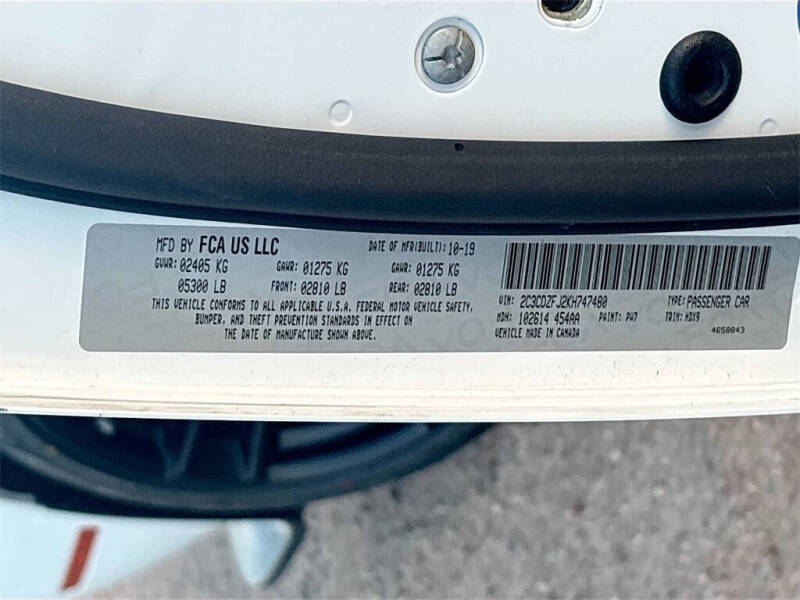 MFD BY FCA US LLC DATE OF MFR(BUILT): 10-19
GVWR: 02405 KG GAWR: 01275 KG GAWR: 01275 KG
05300 LB FRONT: 02810 LB REAR: 02810 LB
THIS VEHICLE CONFORMS TO ALL APPLICABLE U.S.A. FEDERAL MOTOR VEHICLE SAFETY,
BUMPER, AND THEFT PREVENTION STANDARDS IN EFFECT ON
THE DATE OF MANUFACTURE SHOWN ABOVE.
VIN: 2C3CDZFJ2KH747480 TYPE: PASSENGER CAR
MDH: 102614 454AA PAINT: PW7 TRIM: HDX9
VEHICLE MADE IN CANADA 4658843